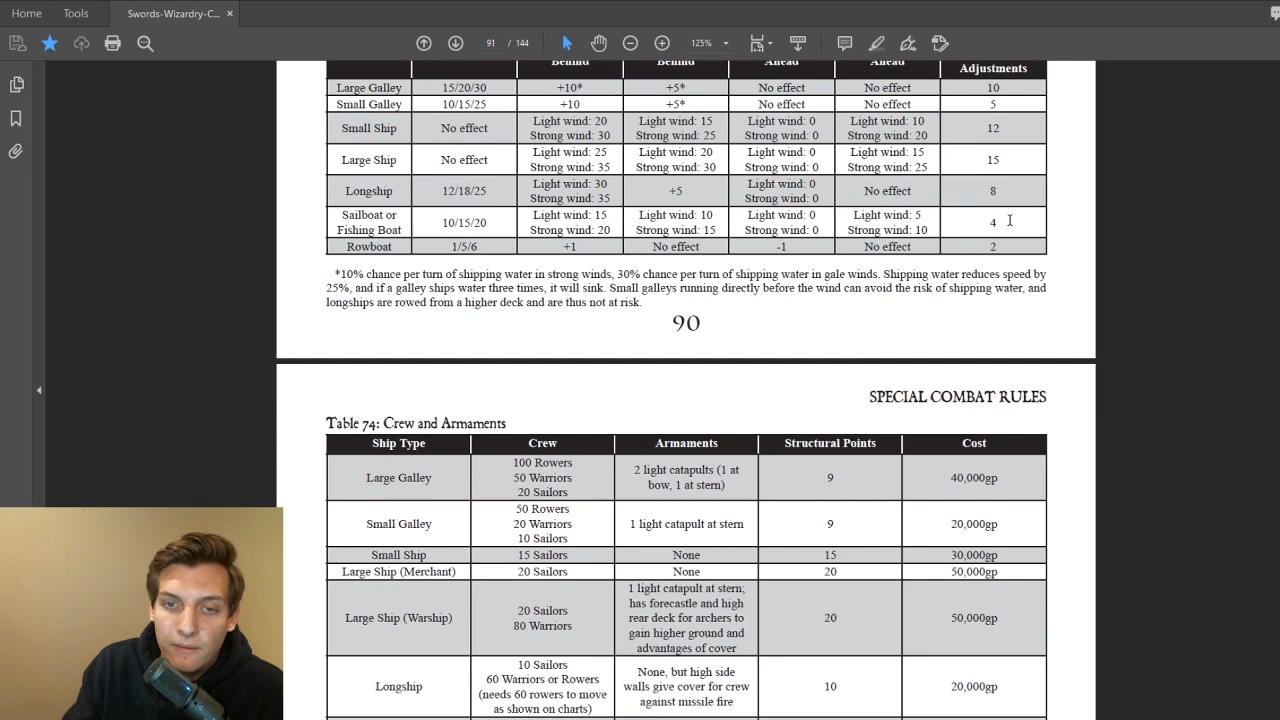 Home Tools Swords-Wizardry-C... ×
91 / 144 125%
Behind Behind Ahead Ahead Adjustments
Large Galley 15/20/30 +10* +5* No effect No effect 10
Small Galley 10/15/25 +10 +5* No effect No effect 5
Small Ship No effect Light wind: 20 Light wind: 15 Light wind: 0 Light wind: 10 12
Strong wind: 30 Strong wind: 25 Strong wind: 0 Strong wind: 20
Large Ship No effect Light wind: 25 Light wind: 20 Light wind: 0 Light wind: 15 15
Strong wind: 35 Strong wind: 30 Strong wind: 0 Strong wind: 25
Longship 12/18/25 Light wind: 30 +5 Light wind: 0 No effect 8
Strong wind: 35 Strong wind: 0
Sailboat or 10/15/20 Light wind: 15 Light wind: 10 Light wind: 0 Light wind: 5 4
Fishing Boat Strong wind: 20 Strong wind: 15 Strong wind: 0 Strong wind: 10
Rowboat 1/5/6 +1 No effect -1 No effect 2
*10% chance per turn of shipping water in strong winds, 30% chance per turn of shipping water in gale winds. Shipping water reduces speed by
25%, and if a galley ships water three times, it will sink. Small galleys running directly before the wind can avoid the risk of shipping water, and
longships are rowed from a higher deck and are thus not at risk.
90
SPECIAL COMBAT RULES
Table 74: Crew and Armaments
Ship Type Crew Armaments Structural Points Cost
100 Rowers
Large Galley 50 Warriors 2 light catapults (1 at 9 40,000gp
20 Sailors bow, 1 at stern)
50 Rowers
Small Galley 20 Warriors 1 light catapult at stern 9 20,000gp
10 Sailors
Small Ship 15 Sailors None 15 30,000gp
Large Ship (Merchant) 20 Sailors None 20 50,000gp
1 light catapult at stern;
has forecastle and high
Large Ship (Warship) 20 Sailors rear deck for archers to 20 50,000gp
80 Warriors gain higher ground and
advantages of cover
10 Sailors
Longship 60 Warriors or Rowers None, but high side 10 20,000gp
(needs 60 rowers to move walls give cover for crew
as shown on charts) against missile fire